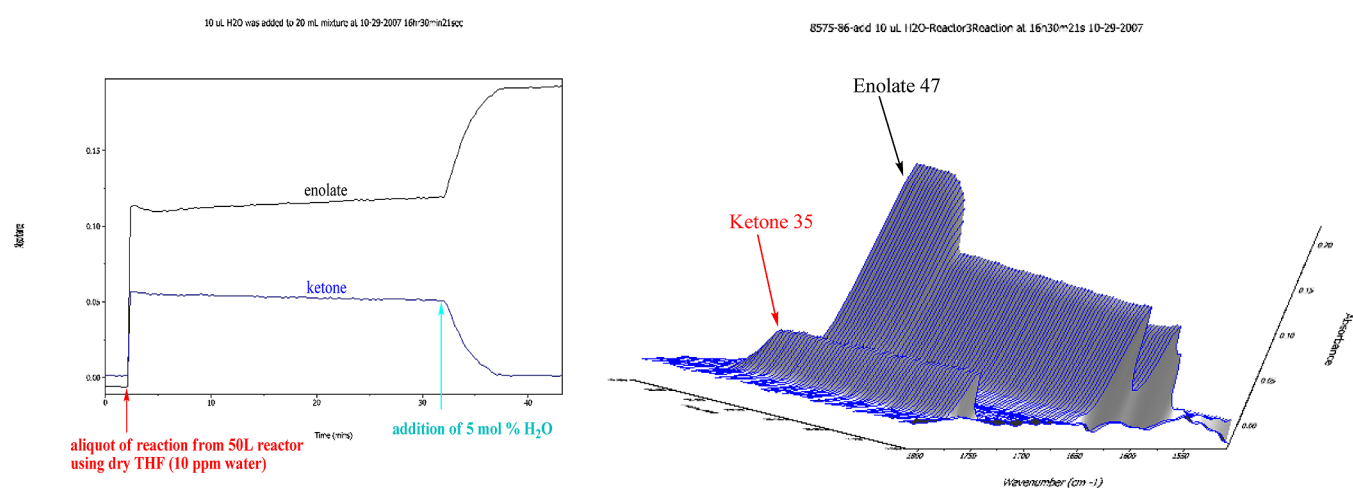 10 uL H2O was added to 20 mL mixture at 10-29-2007 16hr30min21sec
0.15
0.10
0.05
0.00
enolate
ketone
0
10
20
30
40
Time (mins)
aliquot of reaction from 50L reactor
using dry THF (10 ppm water)
addition of 5 mol % H2O
8575-86-add 10 uL H2O-Reactor3Reaction at 16h30m21s 10-29-2007
Enolate 47
Ketone 35
0.20
0.15
0.10
0.05
0.00
Absorbance
1800
1750
1700
1650
1600
1550
Wavenumber (cm -1)